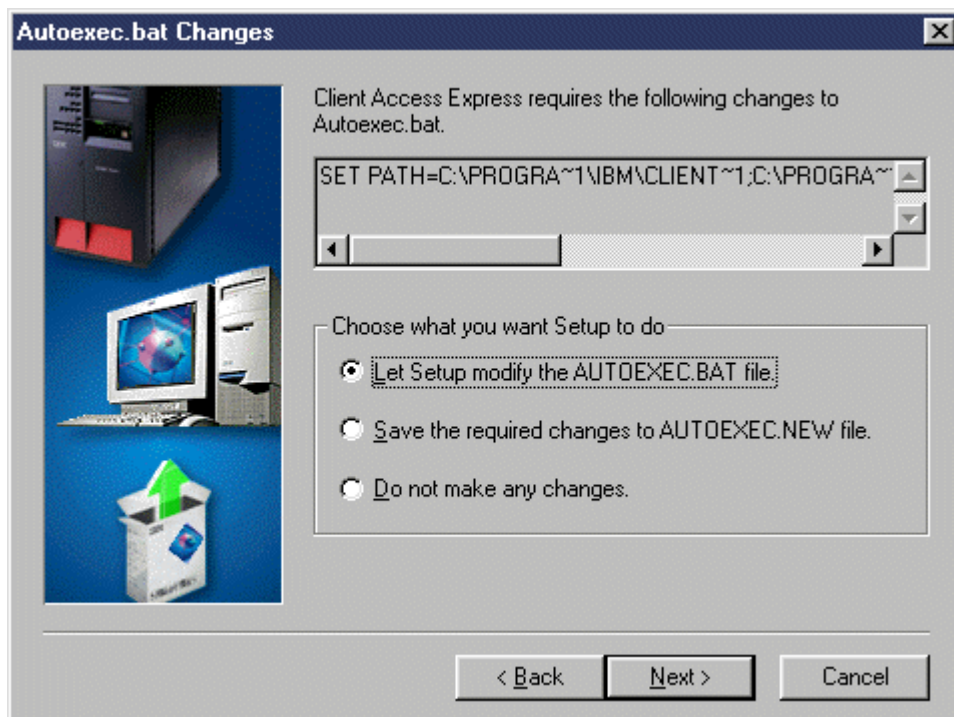 Autoexec.bat Changes
Client Access Express requires the following changes to
Autoexec.bat.
SET PATH=C:\PROGRA~1\IBM\CLIENT~1;C:\PROGRA~
Choose what you want Setup to do
Let Setup modify the AUTOEXEC.BAT file.
Save the required changes to AUTOEXEC.NEW file.
Do not make any changes.
< Back
Next >
Cancel